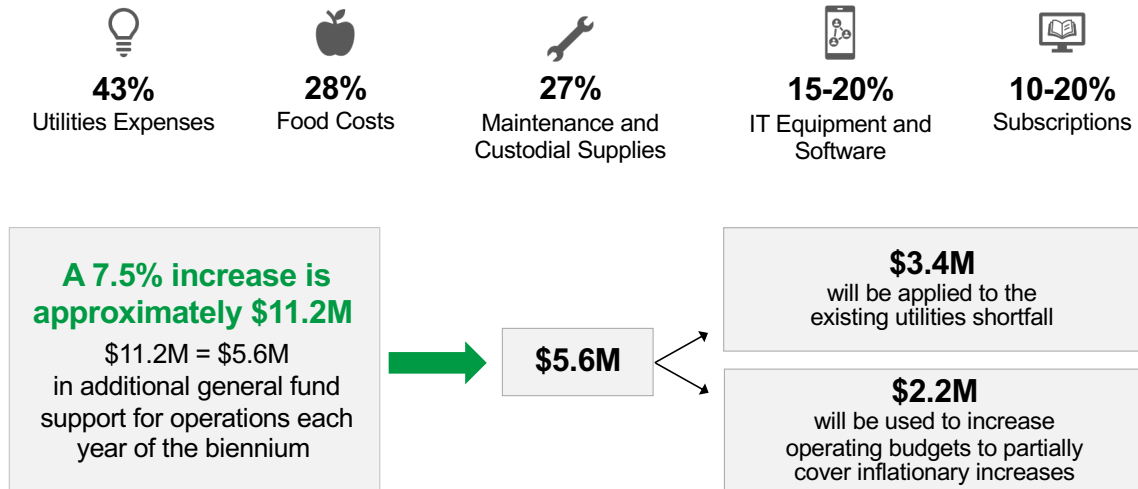 43%
Utilities Expenses
28%
Food Costs
27%
Maintenance and
Custodial Supplies
15-20%
IT Equipment and
Software
10-20%
Subscriptions
A 7.5% increase is
approximately $11.2M
$11.2M = $5.6M
in additional general fund
support for operations each
year of the biennium
$5.6M
$3.4M
will be applied to the
existing utilities shortfall
$2.2M
will be used to increase
operating budgets to partially
cover inflationary increases